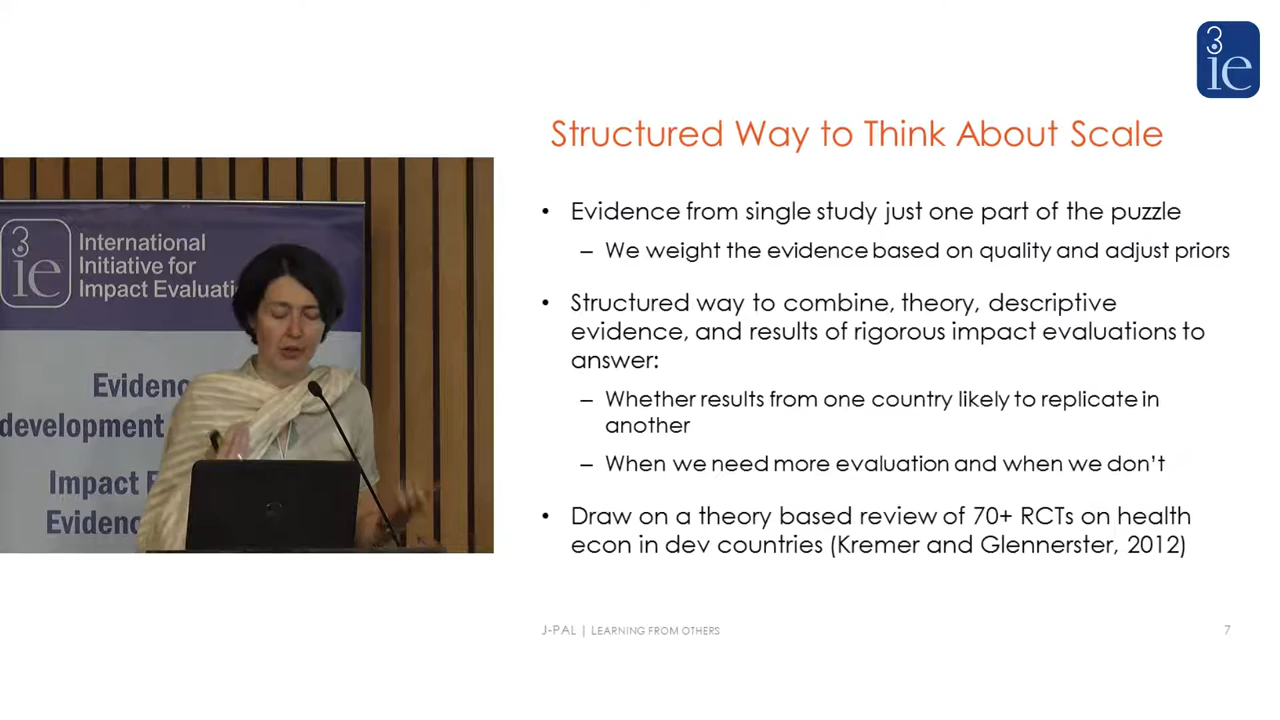 3
ie
Structured Way to Think About Scale
• Evidence from single study just one part of the puzzle
– We weight the evidence based on quality and adjust priors
• Structured way to combine, theory, descriptive
evidence, and results of rigorous impact evaluations to
answer:
– Whether results from one country likely to replicate in
another
– When we need more evaluation and when we don't
• Draw on a theory based review of 70+ RCTs on health
econ in dev countries (Kremer and Glennerster, 2012)
J-PAL | LEARNING FROM OTHERS
7
3
ie
International
Initiative for
Impact Evaluati
Evidenc
development
Impact E
Evidenc